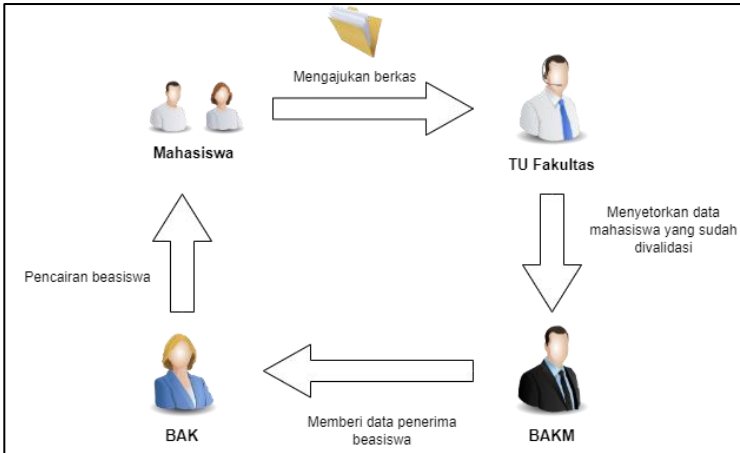 Mengajukan berkas
Mahasiswa
TU Fakultas
Menyetorkan data
mahasiswa yang sudah
divalidasi
Pencairan beasiswa
BAK
Memberi data penerima
beasiswa
BAKM